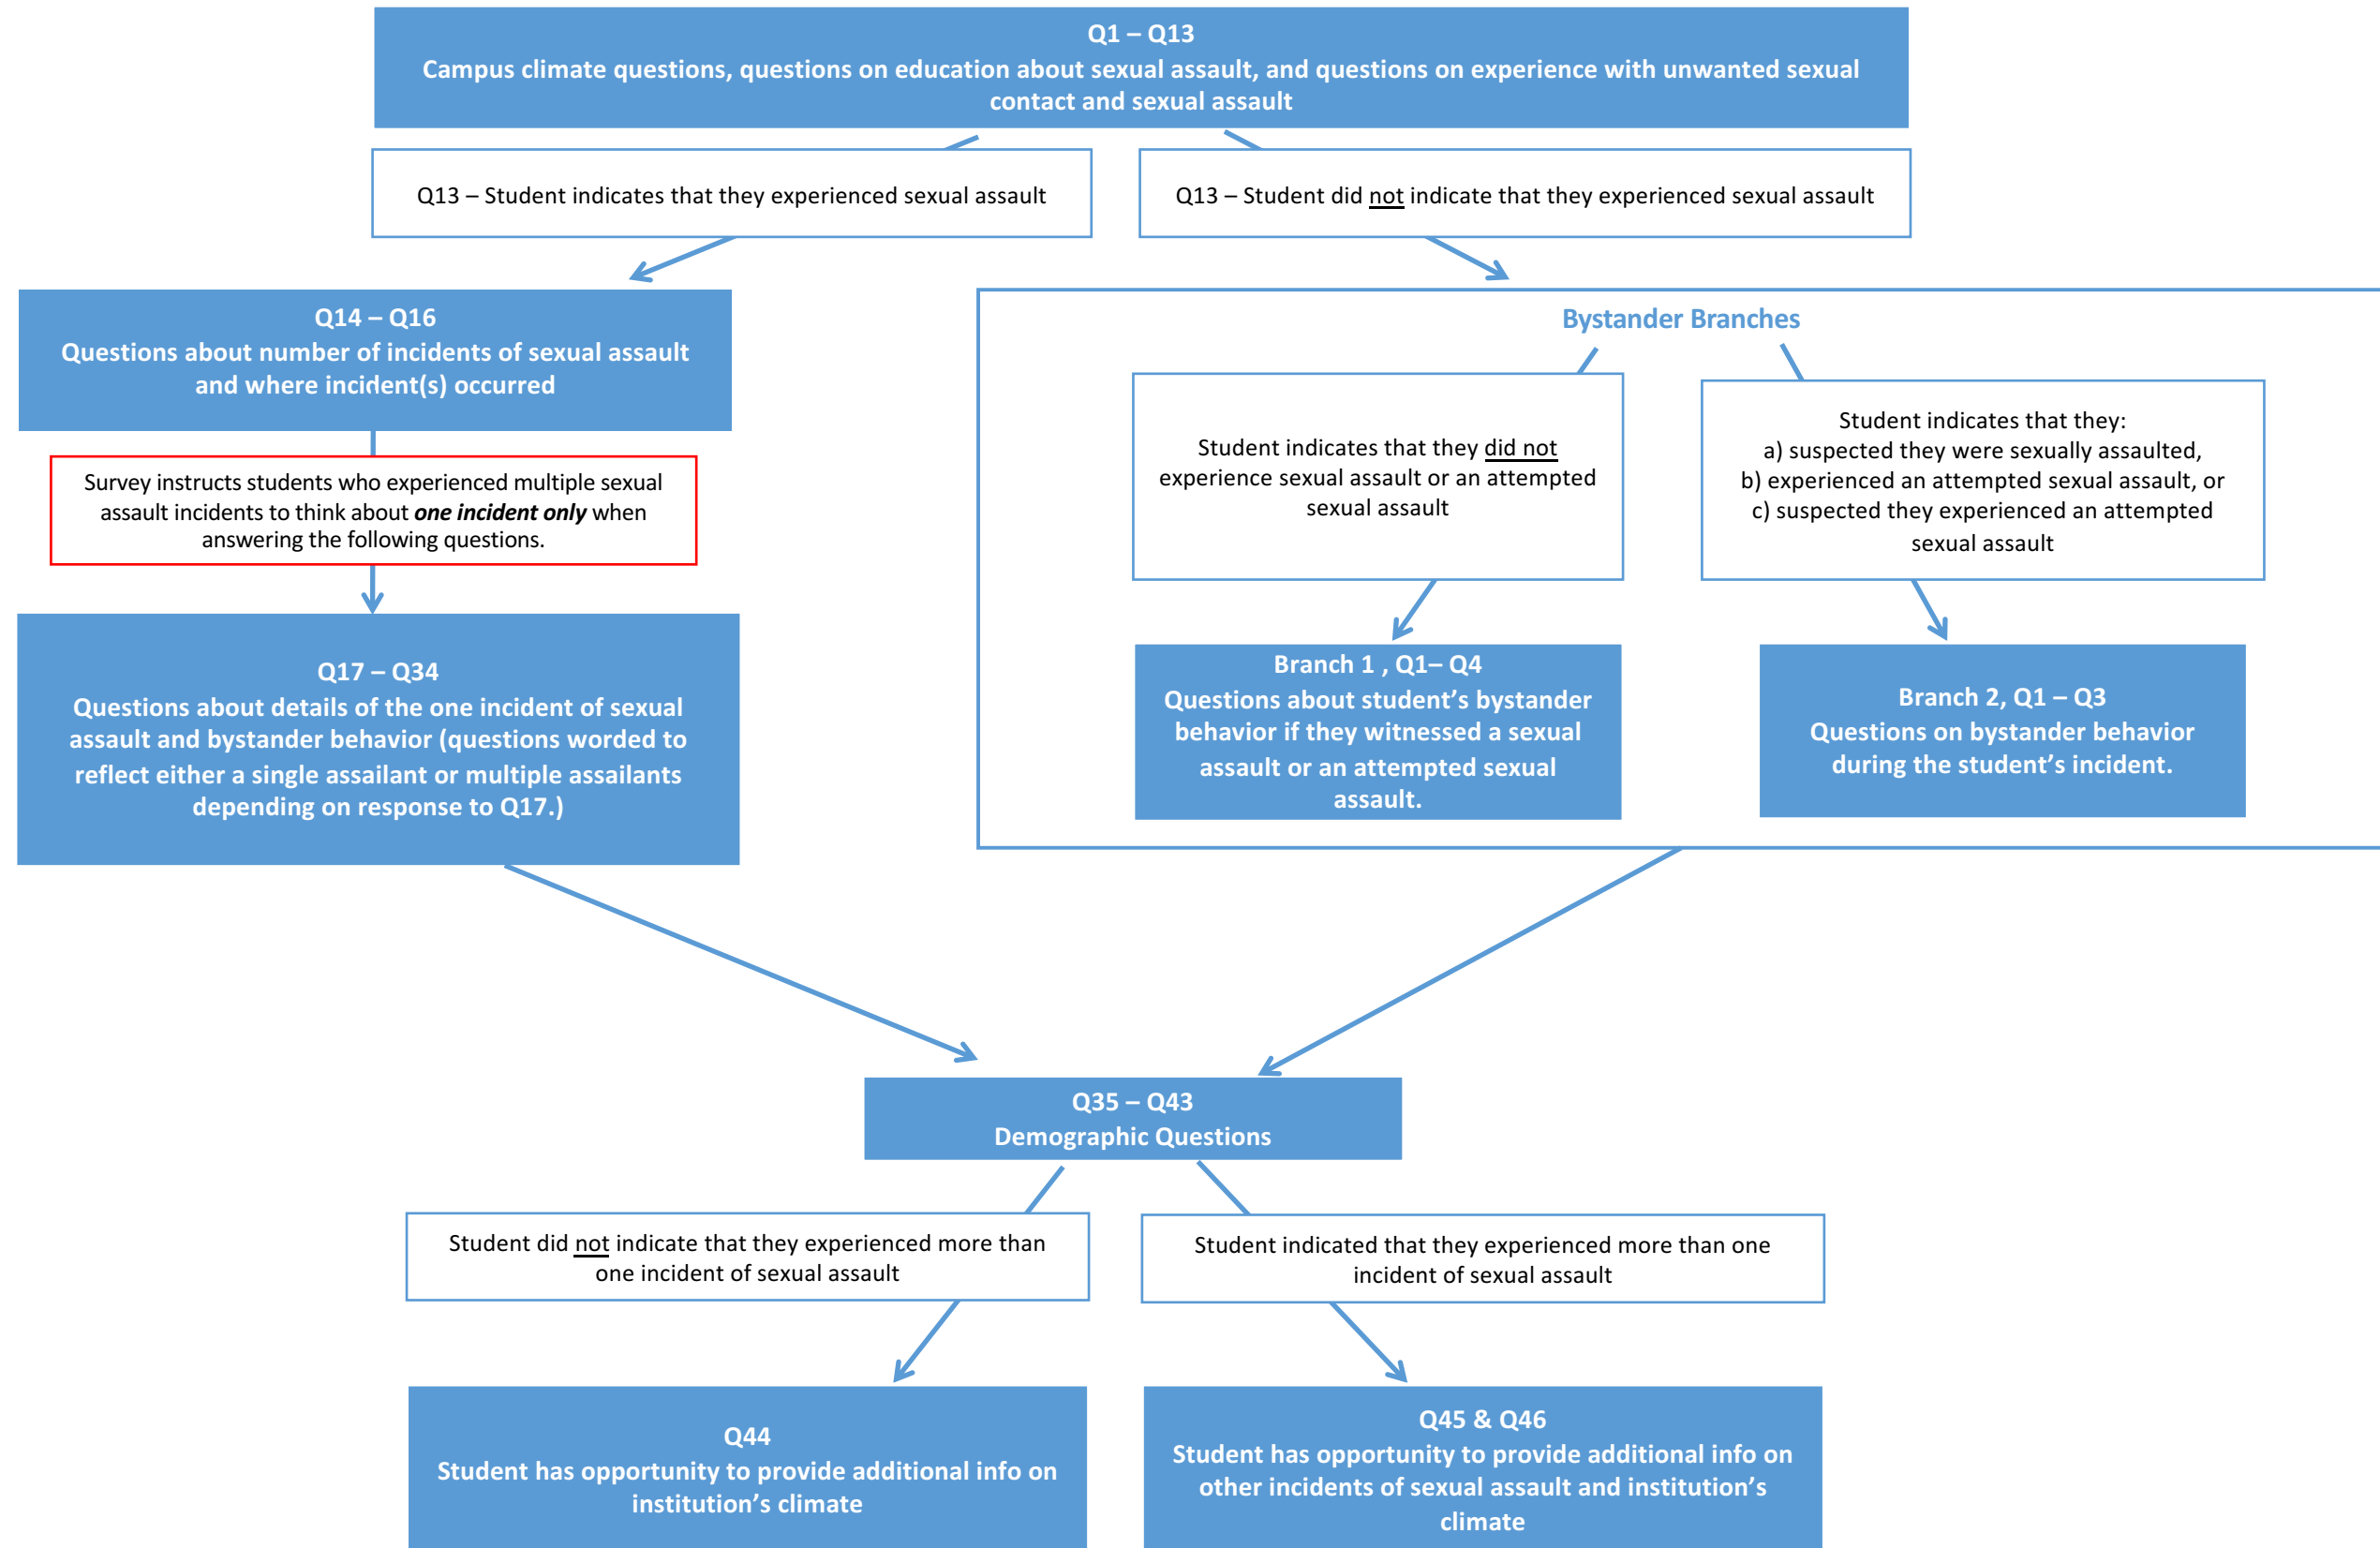 Q1 – Q13
Campus climate questions, questions on education about sexual assault, and questions on experience with unwanted sexual
contact and sexual assault
Q13 – Student indicates that they experienced sexual assault
Q13 – Student did not indicate that they experienced sexual assault
Q14 – Q16
Questions about number of incidents of sexual assault
and where incident(s) occurred
Survey instructs students who experienced multiple sexual
assault incidents to think about one incident only when
answering the following questions.
Q17 – Q34
Questions about details of the one incident of sexual
assault and bystander behavior (questions worded to
reflect either a single assailant or multiple assailants
depending on response to Q17.)
Bystander Branches
Student indicates that they did not
experience sexual assault or an attempted
sexual assault
Student indicates that they:
a) suspected they were sexually assaulted,
b) experienced an attempted sexual assault, or
c) suspected they experienced an attempted
sexual assault
Branch 1 , Q1– Q4
Questions about student’s bystander
behavior if they witnessed a sexual
assault or an attempted sexual
assault.
Branch 2, Q1 – Q3
Questions on bystander behavior
during the student’s incident.
Q35 – Q43
Demographic Questions
Student did not indicate that they experienced more than
one incident of sexual assault
Student indicated that they experienced more than one
incident of sexual assault
Q44
Student has opportunity to provide additional info on
institution’s climate
Q45 & Q46
Student has opportunity to provide additional info on
other incidents of sexual assault and institution’s
climate